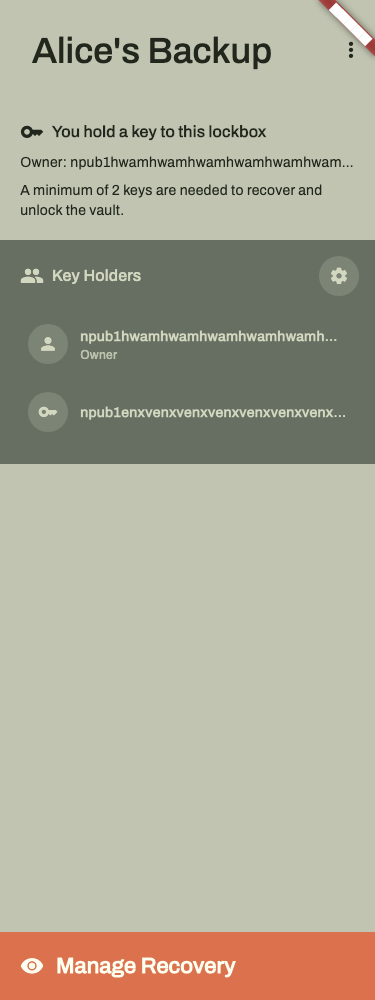 Alice's Backup
You hold a key to this lockbox
Owner: npub1hwamhwamhwamhwamhwamhwam...
A minimum of 2 keys are needed to recover and
unlock the vault.
Key Holders
npub1hwamhwamhwamhwamhwamh...
Owner
npub1enxvenxvenxvenxvenxvenxvenx...
Manage Recovery